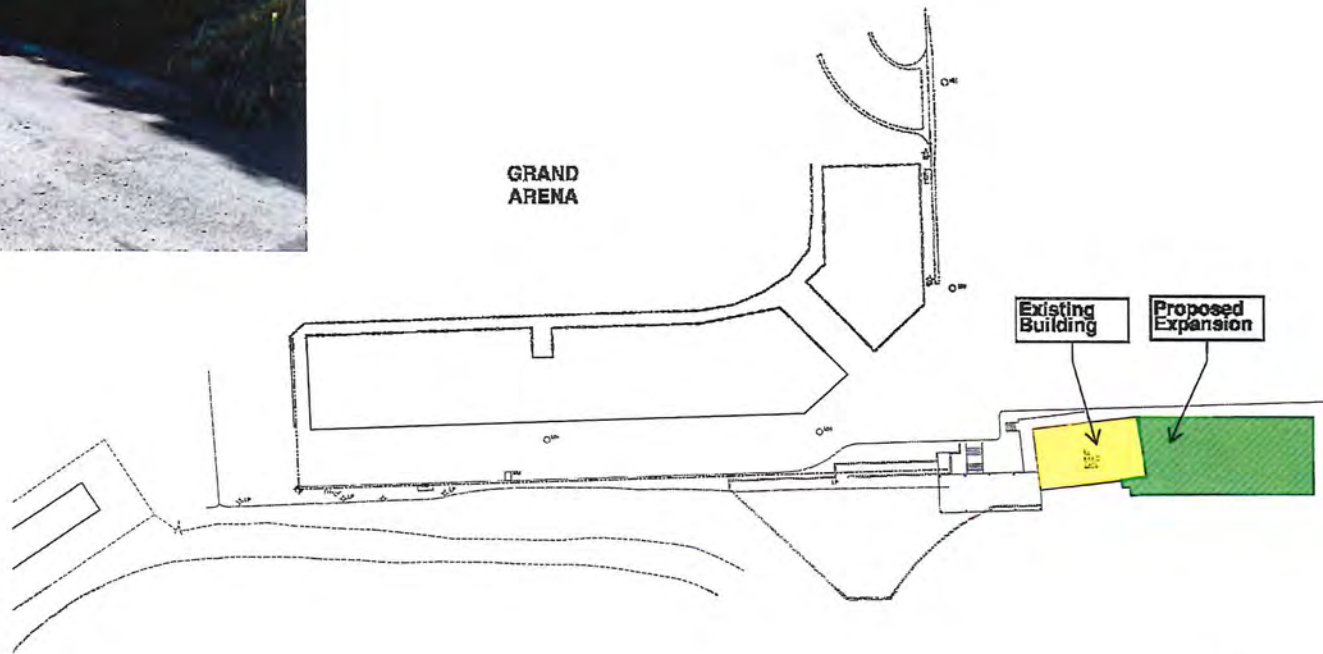 GRAND
ARENA
Existing
Building
Proposed
Expansion